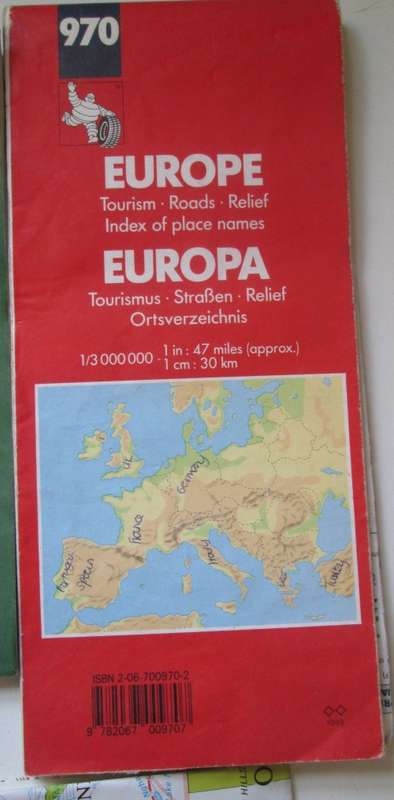 970
EUROPE
Tourism · Roads · Relief
Index of place names
EUROPA
Tourismus · Straßen · Relief
Ortsverzeichnis
1/3 000 000 - 1 in : 47 miles (approx.)
1 cm : 30 km
UK
Germany
France
Portugal
Spain
Italy
Turkey
ISBN 2-06-700970-2
9 782067 009707